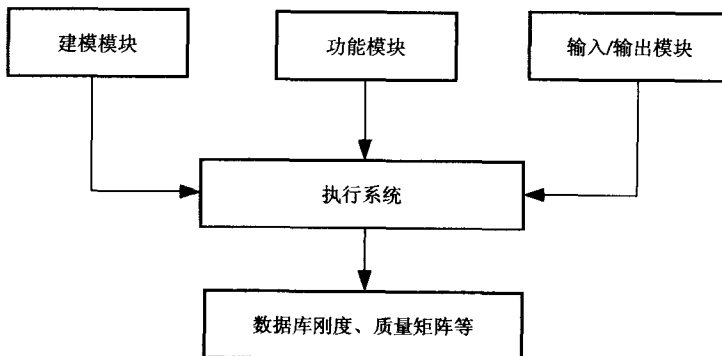 建模模块
功能模块
输入/输出模块
执行系统
数据库刚度、质量矩阵等